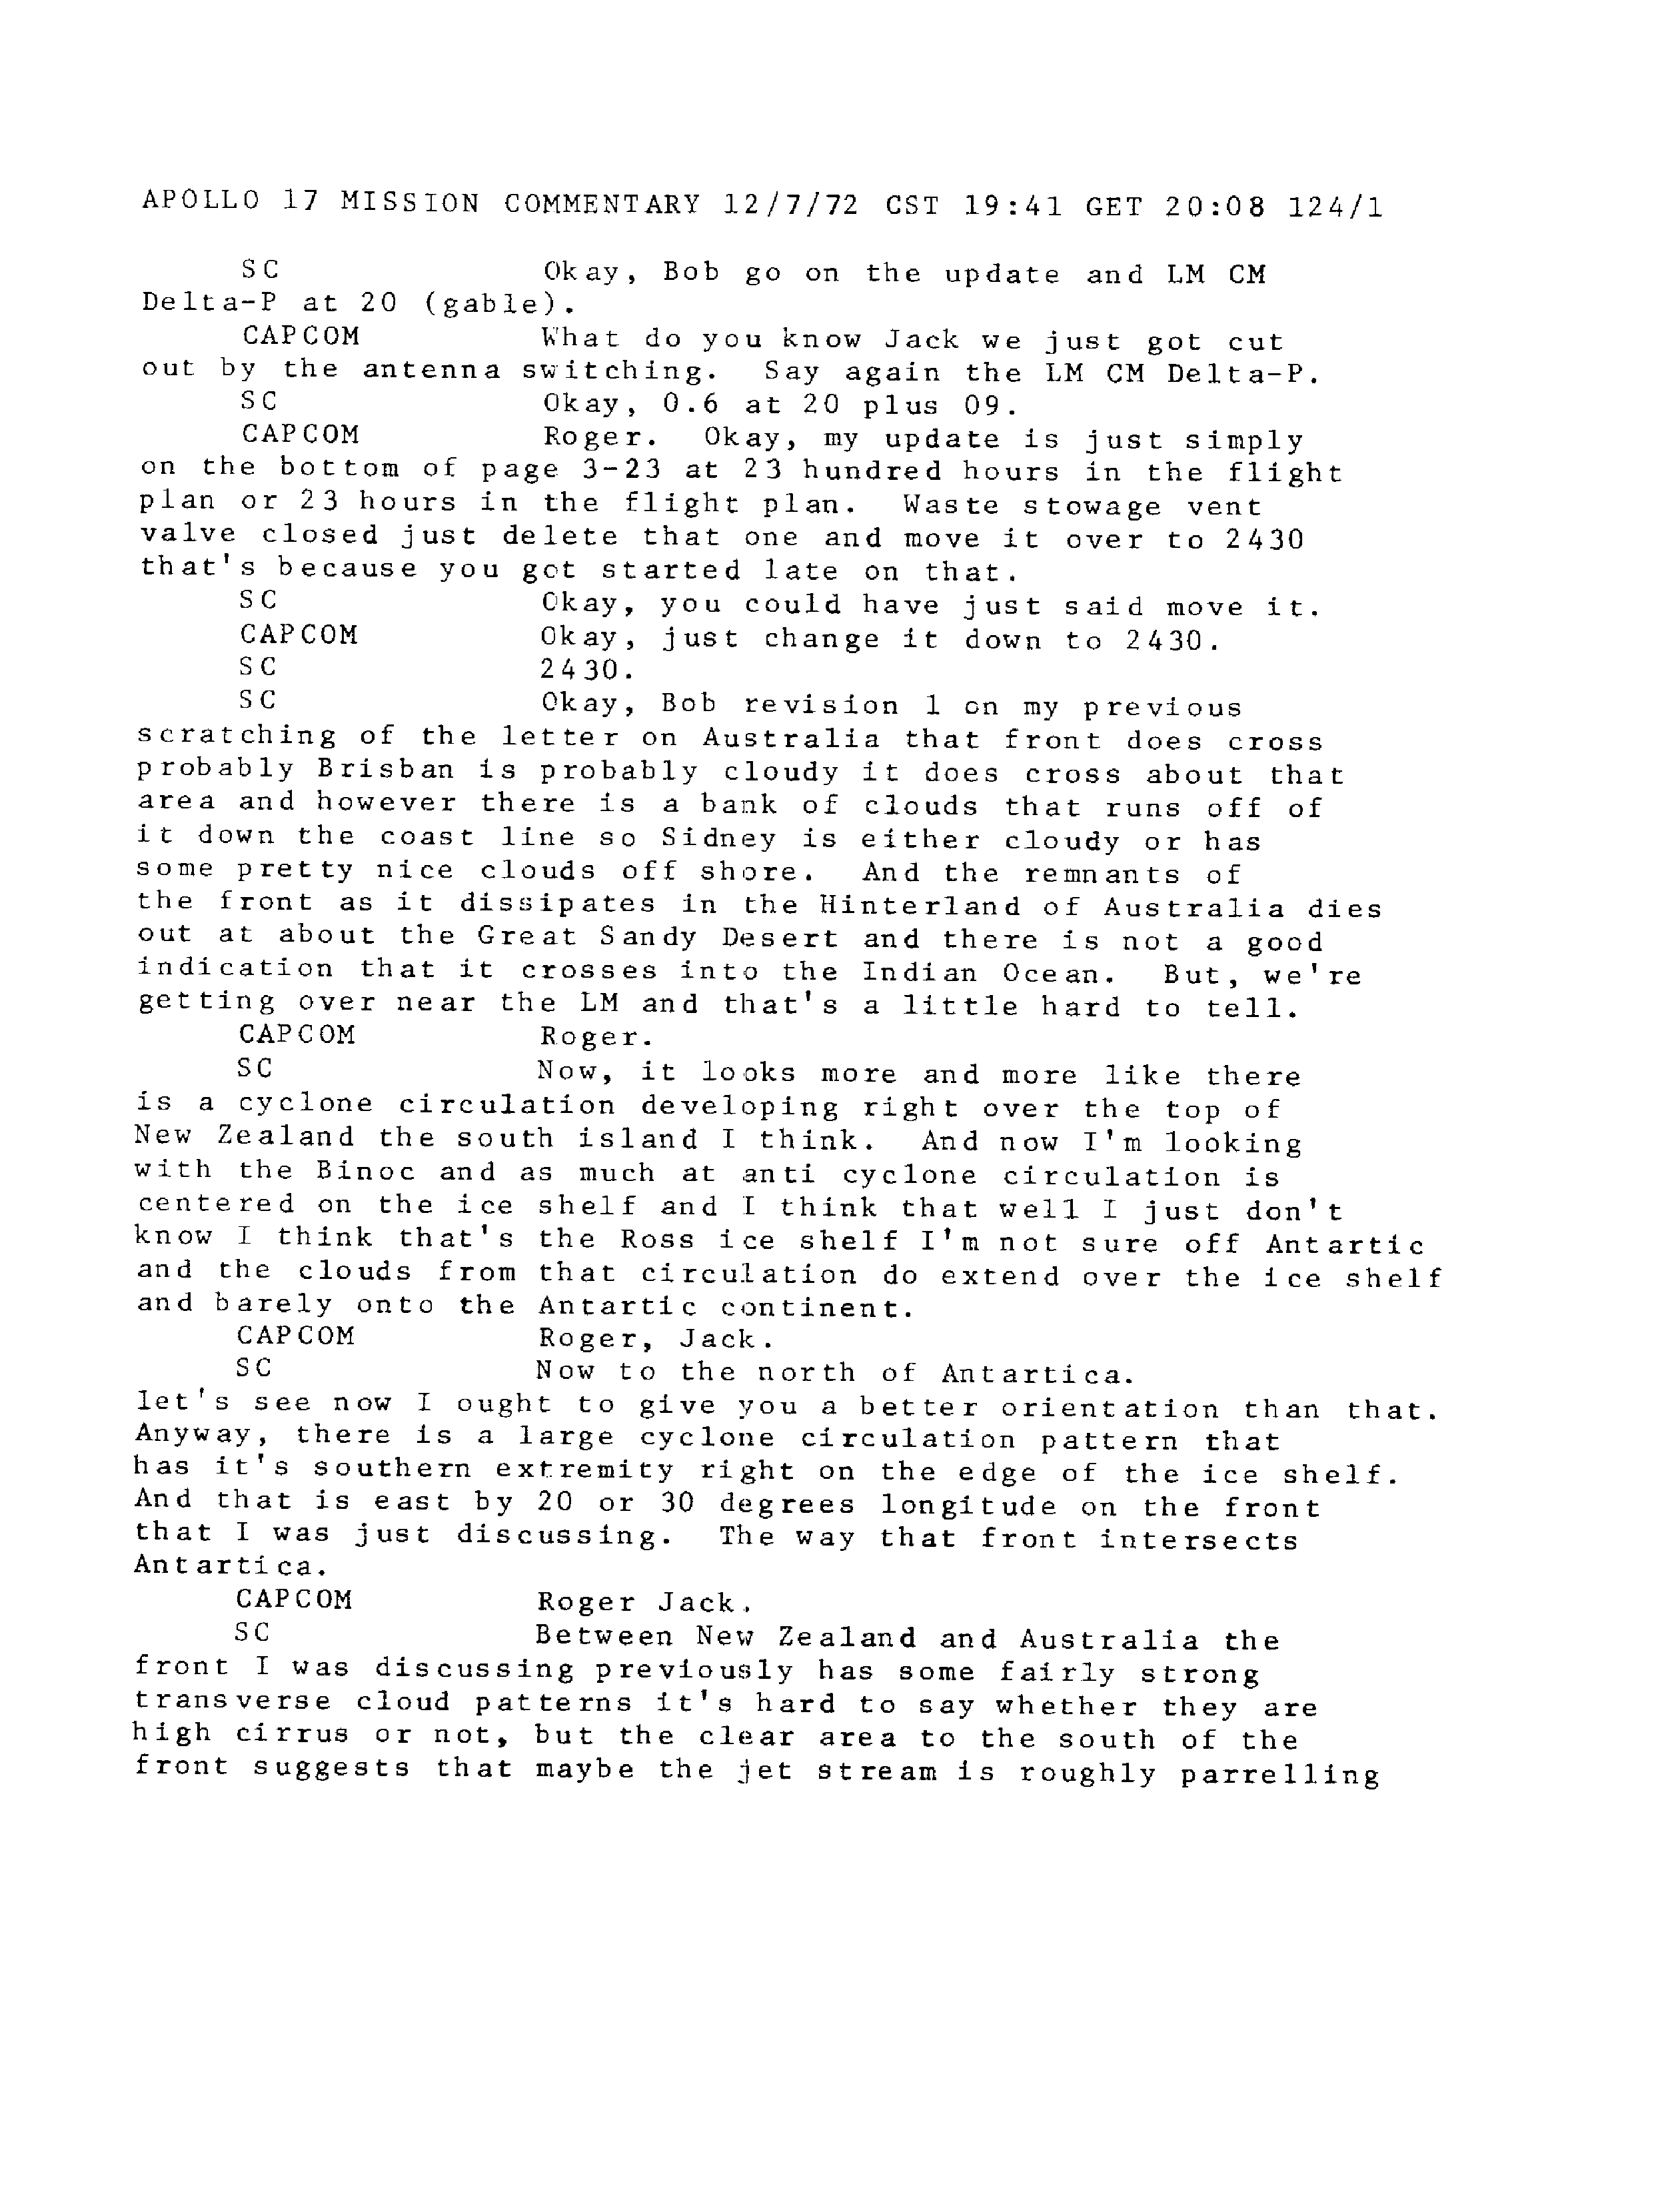 APOLLO 17 MISSION COMMENTARY 12/7/72 CST 19:41 GET 20:08 124/1
SC Okay, Bob go on the update and LM CM
Delta-P at 20 (gable).
CAPCOM What do you know Jack we just got cut
out by the antenna switching. Say again the LM CM Delta-P.
SC Okay, 0.6 at 20 plus 09.
CAPCOM Roger. Okay, my update is just simply
on the bottom of page 3-23 at 23 hundred hours in the flight
plan or 23 hours in the flight plan. Waste stowage vent
valve closed just delete that one and move it over to 2430
that's because you got started late on that.
SC Okay, you could have just said move it.
CAPCOM Okay, just change it down to 2430.
SC 2430.
SC Okay, Bob revision 1 on my previous
scratching of the letter on Australia that front does cross
probably Brisban is probably cloudy it does cross about that
area and however there is a bank of clouds that runs off of
it down the coast line so Sidney is either cloudy or has
some pretty nice clouds off shore. And the remnants of
the front as it dissipates in the Hinterland of Australia dies
out at about the Great Sandy Desert and there is not a good
indication that it crosses into the Indian Ocean. But, we're
getting over near the LM and that's a little hard to tell.
CAPCOM Roger.
SC Now, it looks more and more like there
is a cyclone circulation developing right over the top of
New Zealand the south island I think. And now I'm looking
with the Binoc and as much at anti cyclone circulation is
centered on the ice shelf and I think that well I just don't
know I think that's the Ross ice shelf I'm not sure off Antartic
and the clouds from that circulation do extend over the ice shelf
and barely onto the Antartic continent.
CAPCOM Roger, Jack.
SC Now to the north of Antartica.
let's see now I ought to give you a better orientation than that.
Anyway, there is a large cyclone circulation pattern that
has it's southern extremity right on the edge of the ice shelf.
And that is east by 20 or 30 degrees longitude on the front
that I was just discussing. The way that front intersects
Antartica.
CAPCOM Roger Jack.
SC Between New Zealand and Australia the
front I was discussing previously has some fairly strong
transverse cloud patterns it's hard to say whether they are
high cirrus or not, but the clear area to the south of the
front suggests that maybe the jet stream is roughly parrelling